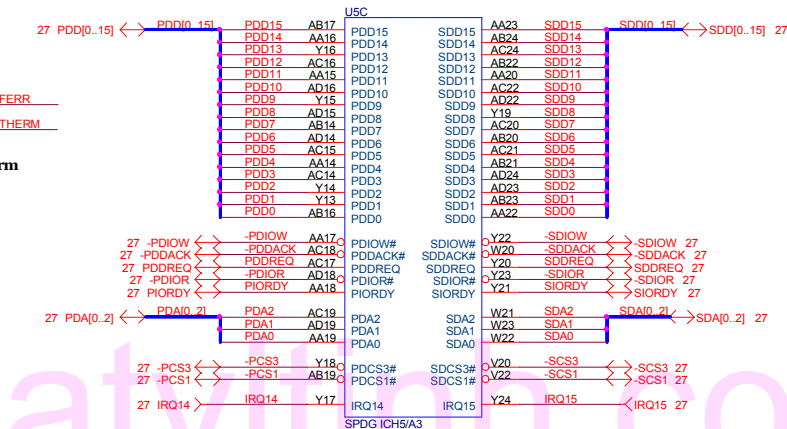 U5C
27 PDD[0..15] PDD[0..15] PDD15 AB17 PDD15 SDD15 AA23 SDD15 SDD[0..15] SDD[0..15] 27
PDD14 AA16 PDD14 SDD14 AB24 SDD14
PDD13 Y16 PDD13 SDD13 AC24 SDD13
PDD12 AC16 PDD12 SDD12 AB22 SDD12
PDD11 AA15 PDD11 SDD11 AA20 SDD11
PDD10 AD16 PDD10 SDD10 AC22 SDD10
FERR PDD9 Y15 PDD9 SDD9 AD22 SDD9
PDD8 AD15 PDD8 SDD8 Y19 SDD8
THERM PDD7 AB14 PDD7 SDD7 AC20 SDD7
PDD6 AD14 PDD6 SDD6 AB20 SDD6
PDD5 AC15 PDD5 SDD5 AC21 SDD5
rm PDD4 AA14 PDD4 SDD4 AB21 SDD4
PDD3 AC14 PDD3 SDD3 AD24 SDD3
PDD2 Y14 PDD2 SDD2 AD23 SDD2
PDD1 Y13 PDD1 SDD1 AB23 SDD1
PDD0 AB16 PDD0 SDD0 AA22 SDD0
27 -PDIOW -PDIOW AA17 PDIOW# SDIOW# Y22 -SDIOW -SDIOW 27
27 -PDDACK -PDDACK AC18 PDDACK# SDDACK# W20 -SDDACK -SDDACK 27
27 PDDREQ PDDREQ AC17 PDDREQ SDDREQ Y20 SDDREQ SDDREQ 27
27 -PDIOR -PDIOR AD18 PDIOR# SDIOR# Y23 -SDIOR -SDIOR 27
27 PIORDY PIORDY AA18 PIORDY SIORDY Y21 SIORDY SIORDY 27
27 PDA[0..2] PDA[0..2] PDA2 AC19 PDA2 SDA2 W21 SDA2 SDA[0..2] SDA[0..2] 27
PDA1 AD19 PDA1 SDA1 W23 SDA1
PDA0 AA19 PDA0 SDA0 W22 SDA0
27 -PCS3 -PCS3 Y18 PDCS3# SDCS3# V20 -SCS3 -SCS3 27
27 -PCS1 -PCS1 AB19 PDCS1# SDCS1# V22 -SCS1 -SCS1 27
27 IRQ14 IRQ14 Y17 IRQ14 IRQ15 Y24 IRQ15 IRQ15 27
SPDG ICH5/A3